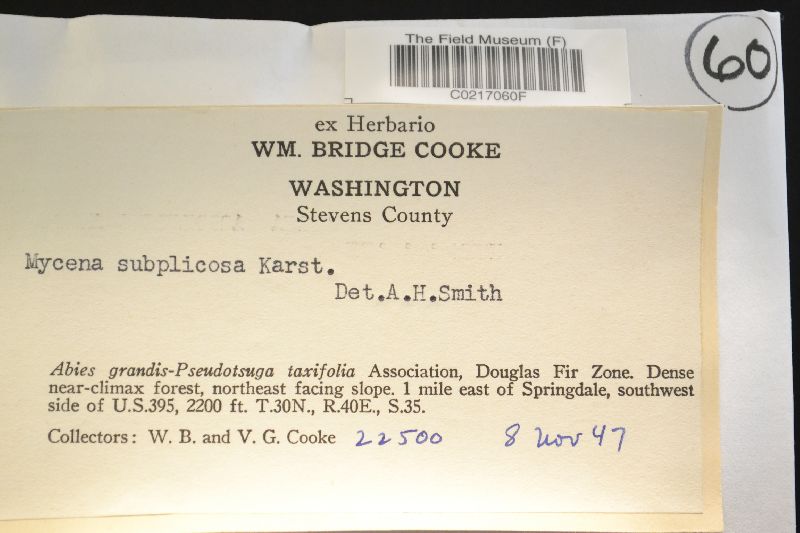 The Field Museum (F)
60
C0217060F
ex Herbario
WM. BRIDGE COOKE
WASHINGTON
Stevens County
Mycena subplicosa Karst.
Det.A.H.Smith
Abies grandis-Pseudotsuga taxifolia Association, Douglas Fir Zone. Dense
near-climax forest, northeast facing slope. 1 mile east of Springdale, southwest
side of U.S.395, 2200 ft. T.30N., R.40E., S.35.
Collectors: W. B. and V. G. Cooke 22500 8 Nov 47